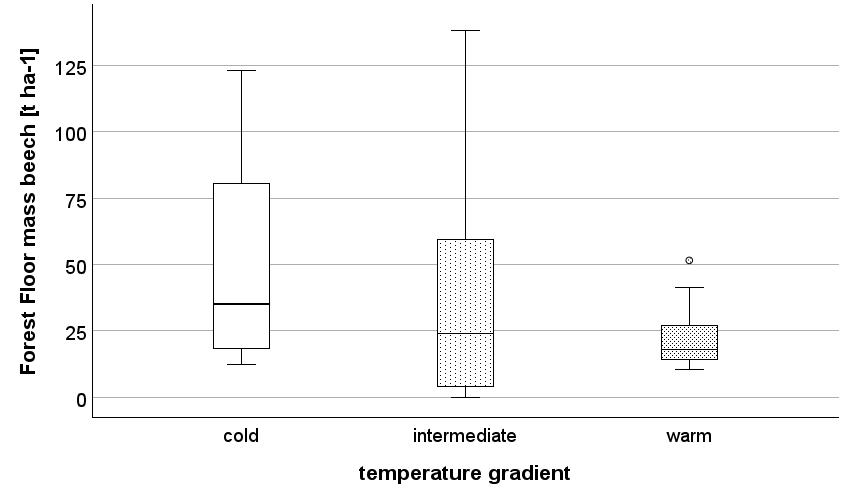 Forest Floor mass beech [t ha-1]
125
100
75
50
25
0
cold intermediate warm
temperature gradient